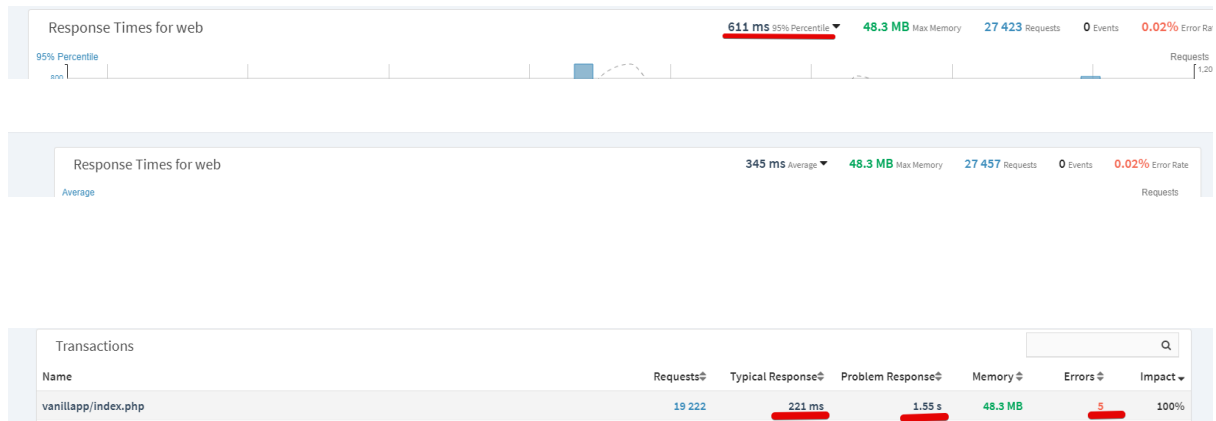 Response Times for web 611 ms 95% Percentile 48.3 MB Max Memory 27 423 Requests 0 Events 0.02% Error Ra
95% Percentile Requests
800 1,20
Response Times for web 345 ms Average 48.3 MB Max Memory 27 457 Requests 0 Events 0.02% Error Rate
Average Requests
Transactions
Name Requests Typical Response Problem Response Memory Errors Impact
vanillapp/index.php 19 222 221 ms 1.55 s 48.3 MB 5 100%